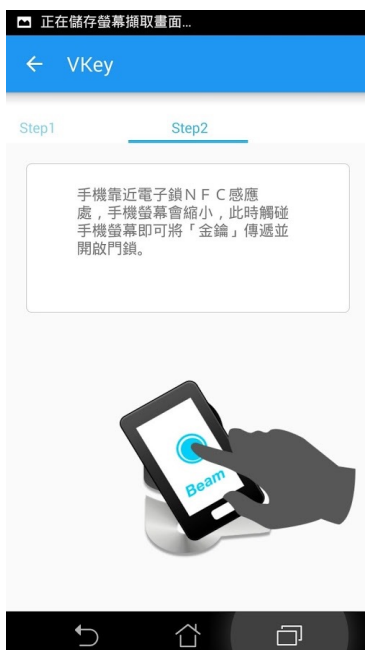 正在儲存螢幕擷取畫面...
VKey
Step1
Step2
手機靠近電子鎖ＮＦＣ感應
處，手機螢幕會縮小，此時觸碰
手機螢幕即可將「金鑰」傳遞並
開啟門鎖。
Beam